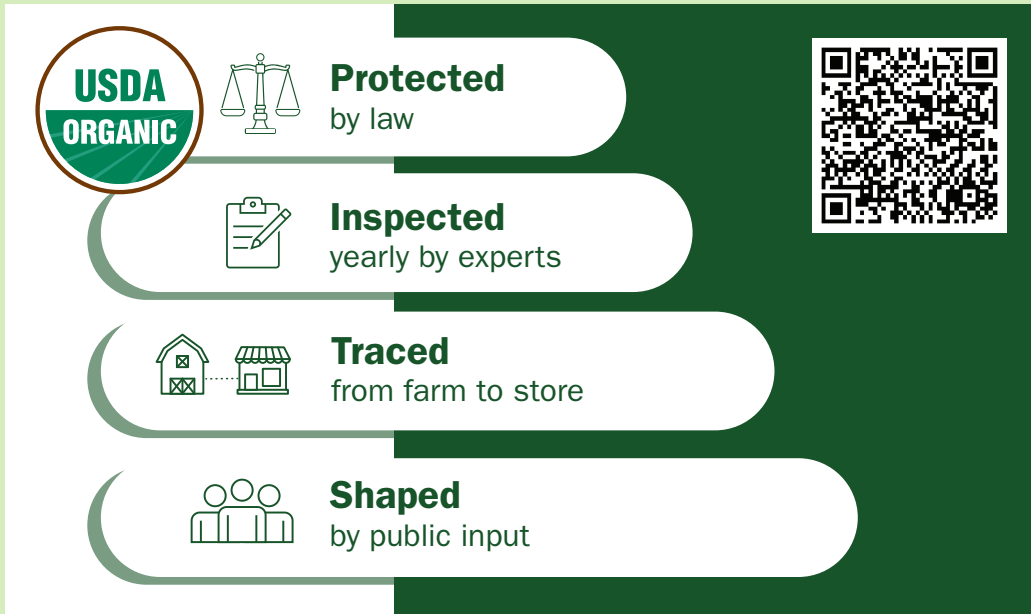 USDA
ORGANIC
Protected
by law
Inspected
yearly by experts
Traced
from farm to store
Shaped
by public input